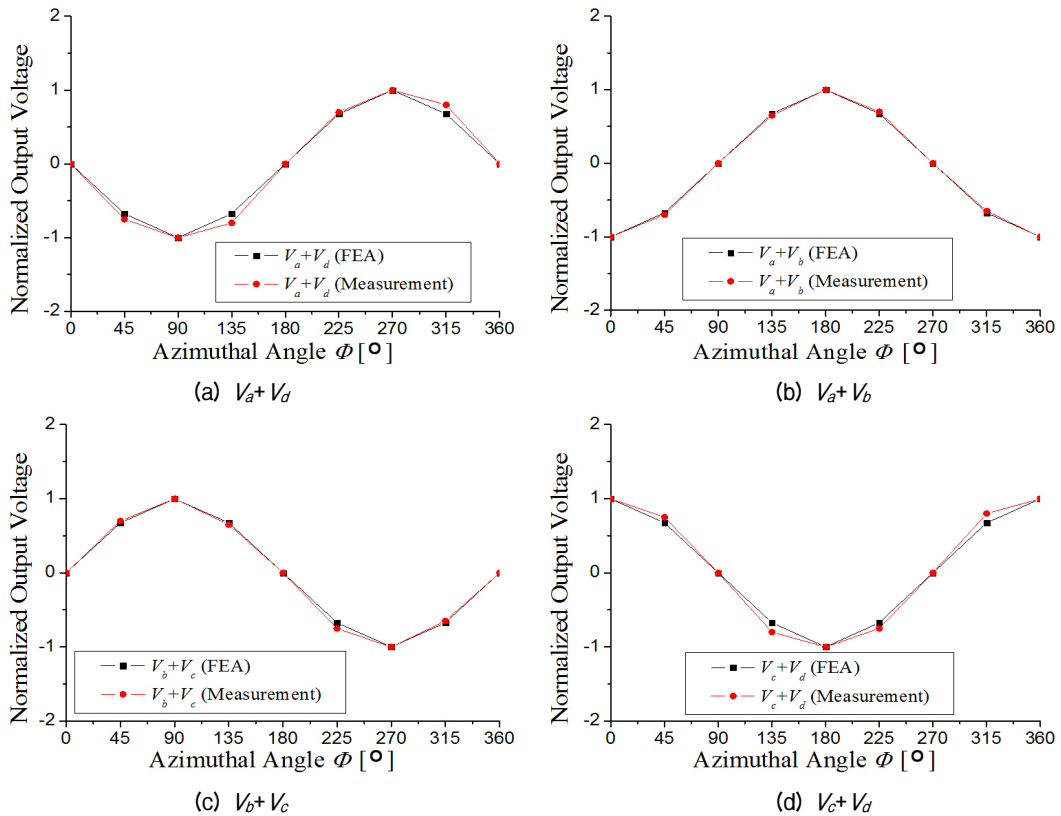 2
1
0
-1
-2
Normalized Output Voltage
Va+Vd (FEA)
Va+Vd (Measurement)
0 45 90 135 180 225 270 315 360
Azimuthal Angle Φ [°]
(a) Va+Vd
2
1
0
-1
-2
Normalized Output Voltage
Va+Vb (FEA)
Va+Vb (Measurement)
0 45 90 135 180 225 270 315 360
Azimuthal Angle Φ [°]
(b) Va+Vb
2
1
0
-1
-2
Normalized Output Voltage
Vb+Vc (FEA)
Vb+Vc (Measurement)
0 45 90 135 180 225 270 315 360
Azimuthal Angle Φ [°]
(c) Vb+Vc
2
1
0
-1
-2
Normalized Output Voltage
Vc+Vd (FEA)
Vc+Vd (Measurement)
0 45 90 135 180 225 270 315 360
Azimuthal Angle Φ [°]
(d) Vc+Vd